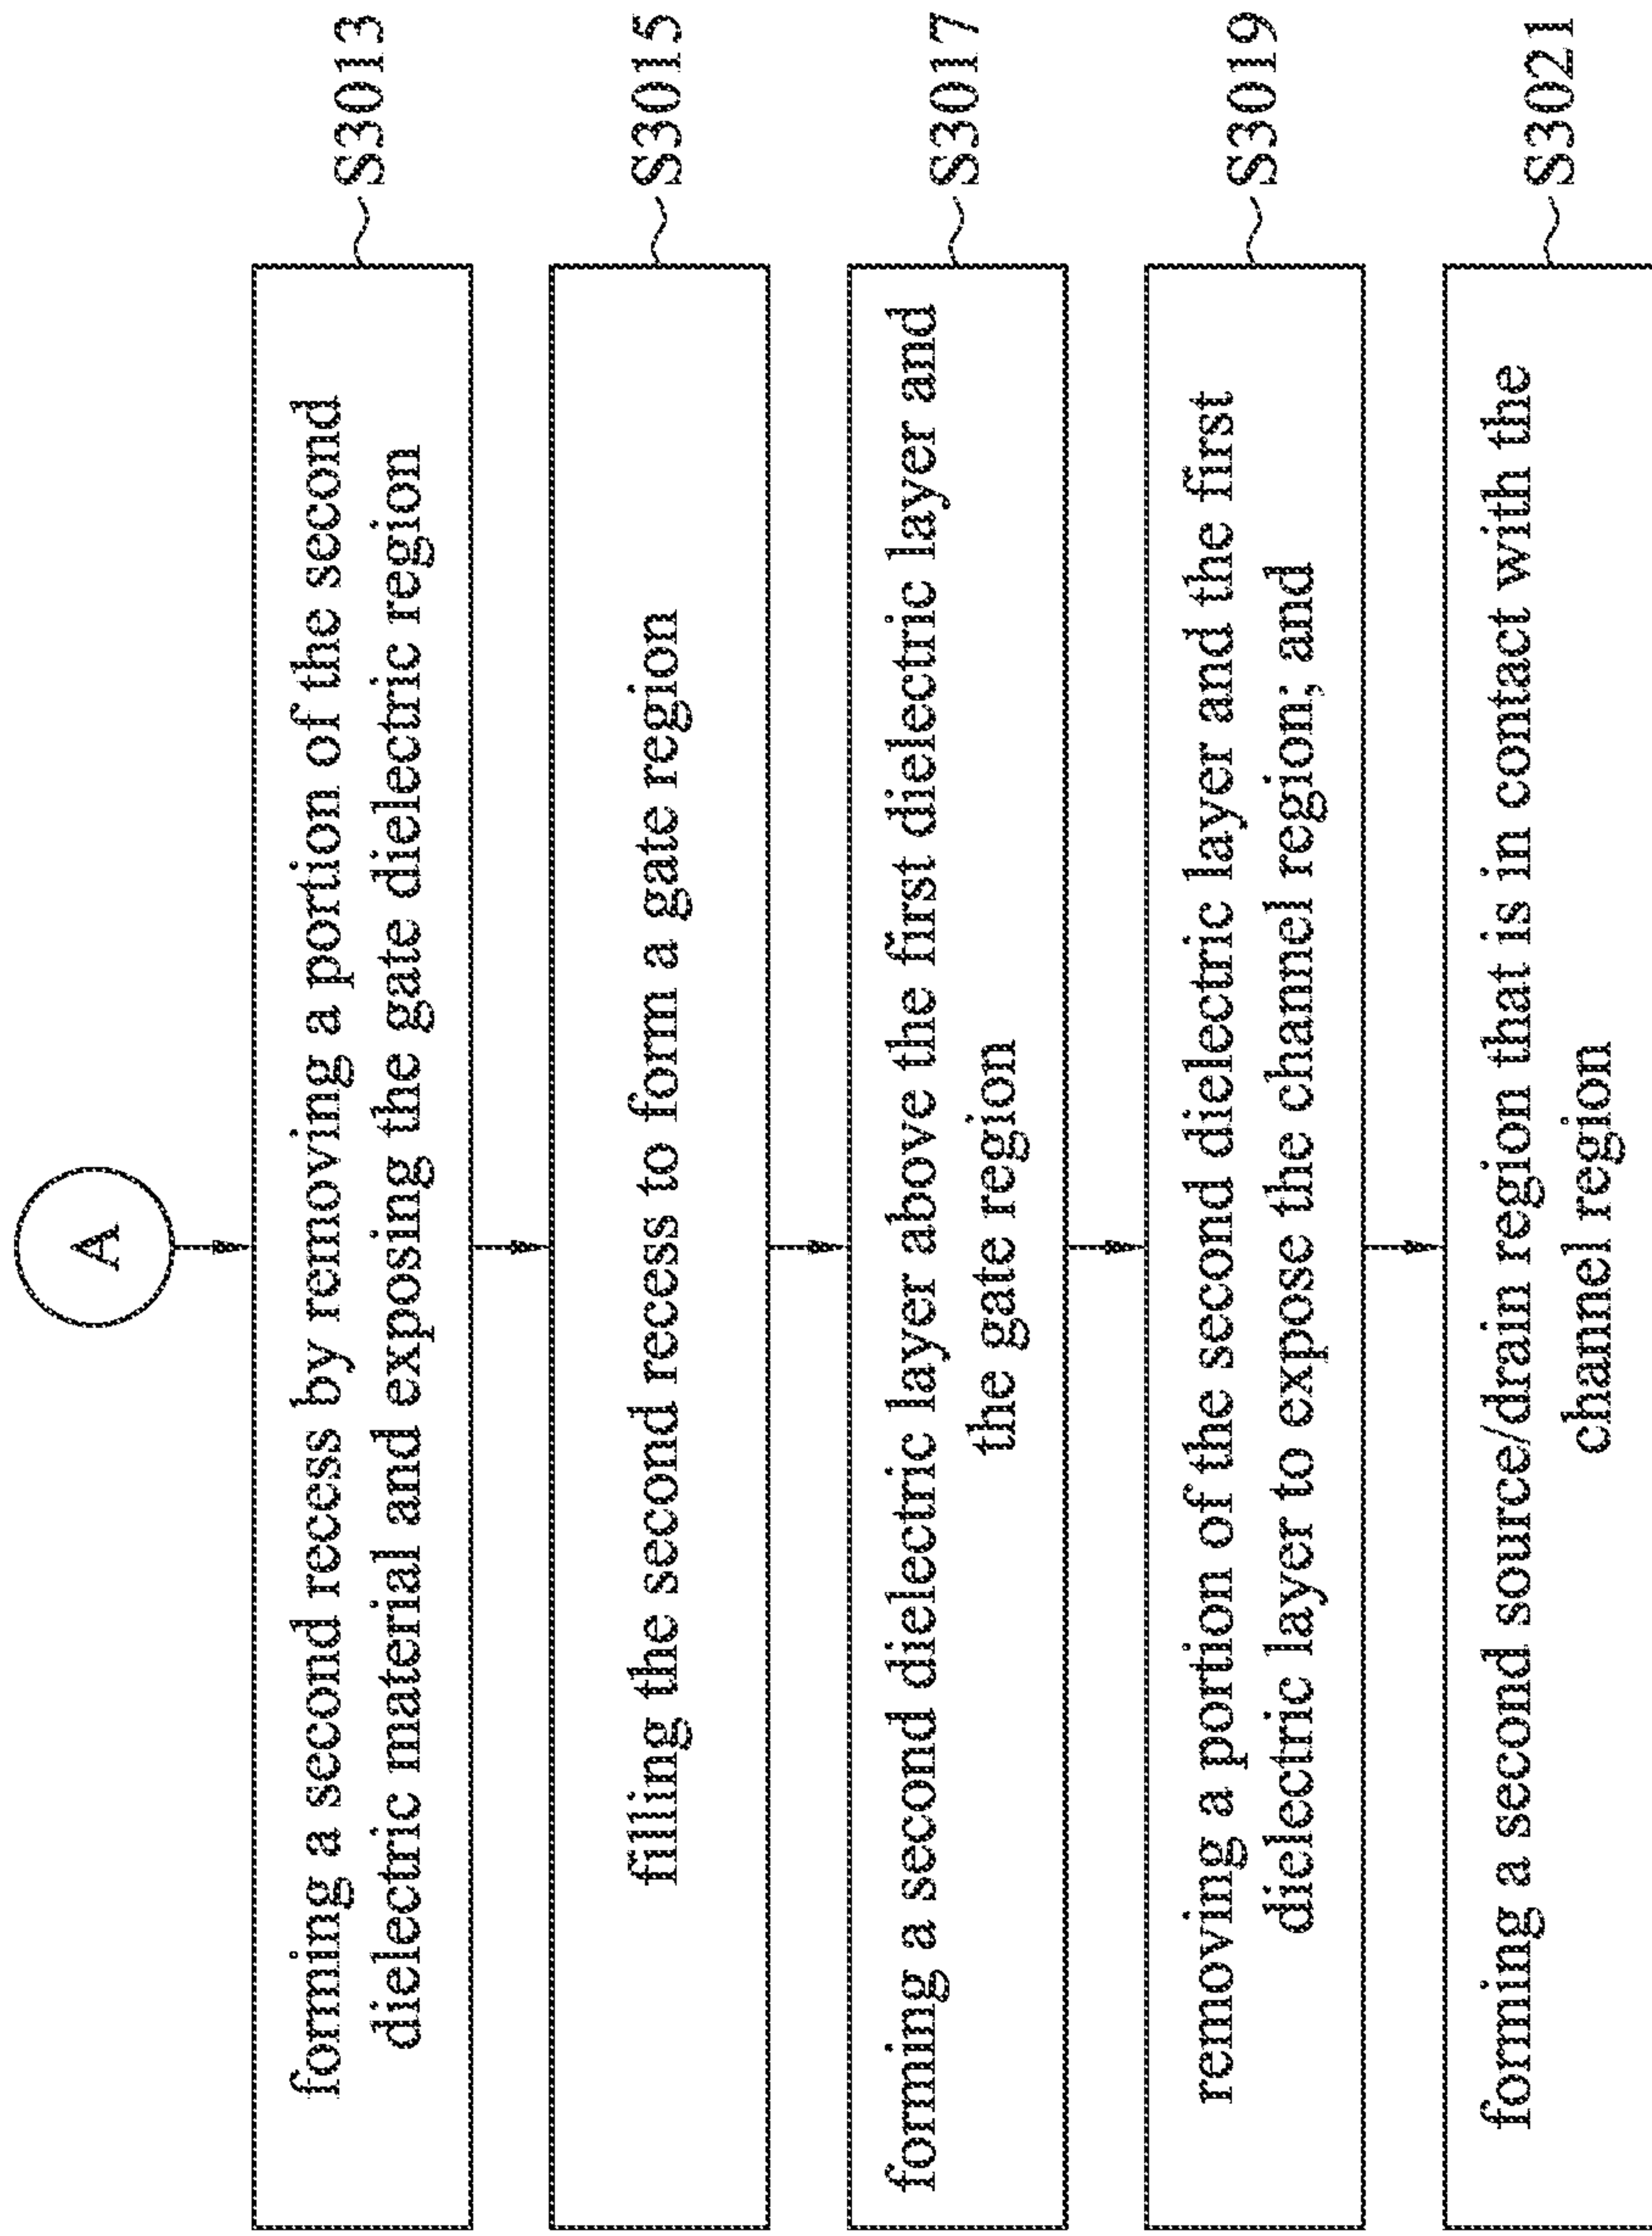 A
forming a second recess by removing a portion of the second
dielectric material and exposing the gate dielectric region
S3013
filling the second recess to form a gate region
S3015
forming a second dielectric layer above the first dielectric layer and
the gate region
S3017
removing a portion of the second dielectric layer and the first
dielectric layer to expose the channel region; and
S3019
forming a second source/drain region that is in contact with the
channel region
S3021